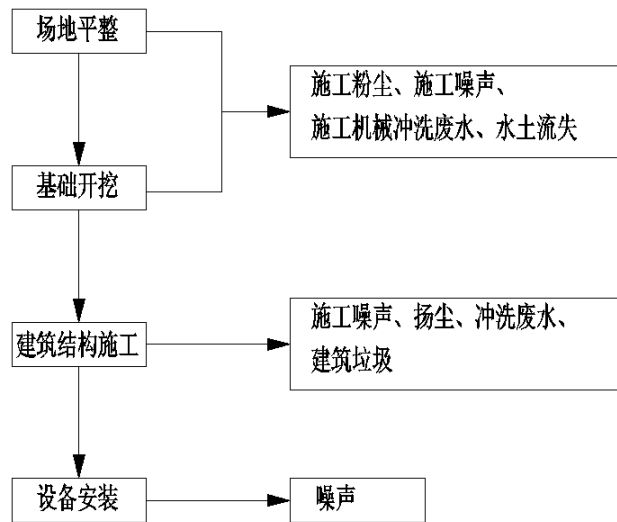 场地平整
施工粉尘、施工噪声、
施工机械冲洗废水、水土流失
基础开挖
施工噪声、扬尘、冲洗废水、
建筑垃圾
建筑结构施工
设备安装
噪声